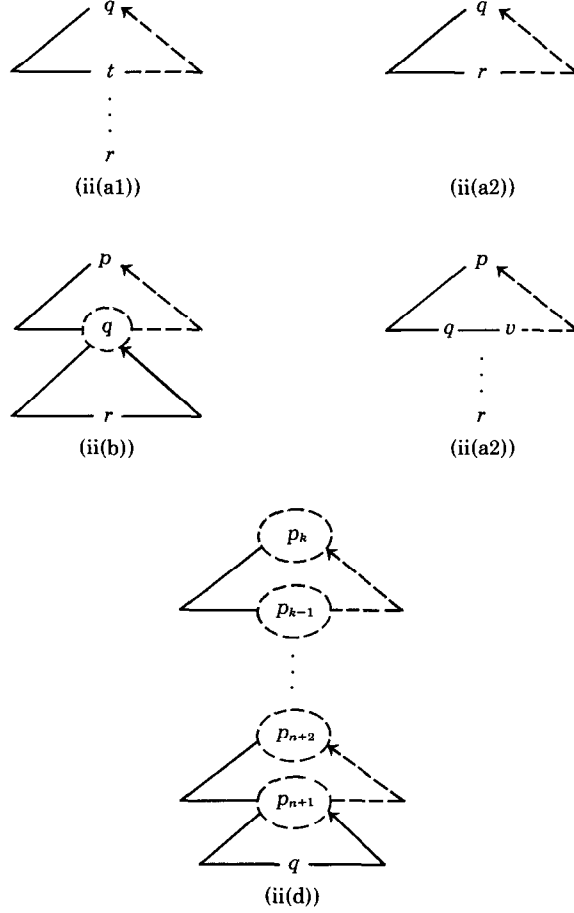 q q
t r
r
(ii(a1)) (ii(a2))
p p
q q v
r r
(ii(b)) (ii(a2))
p_k
p_{k-1}
p_{n+2}
p_{n+1}
q
(ii(d))